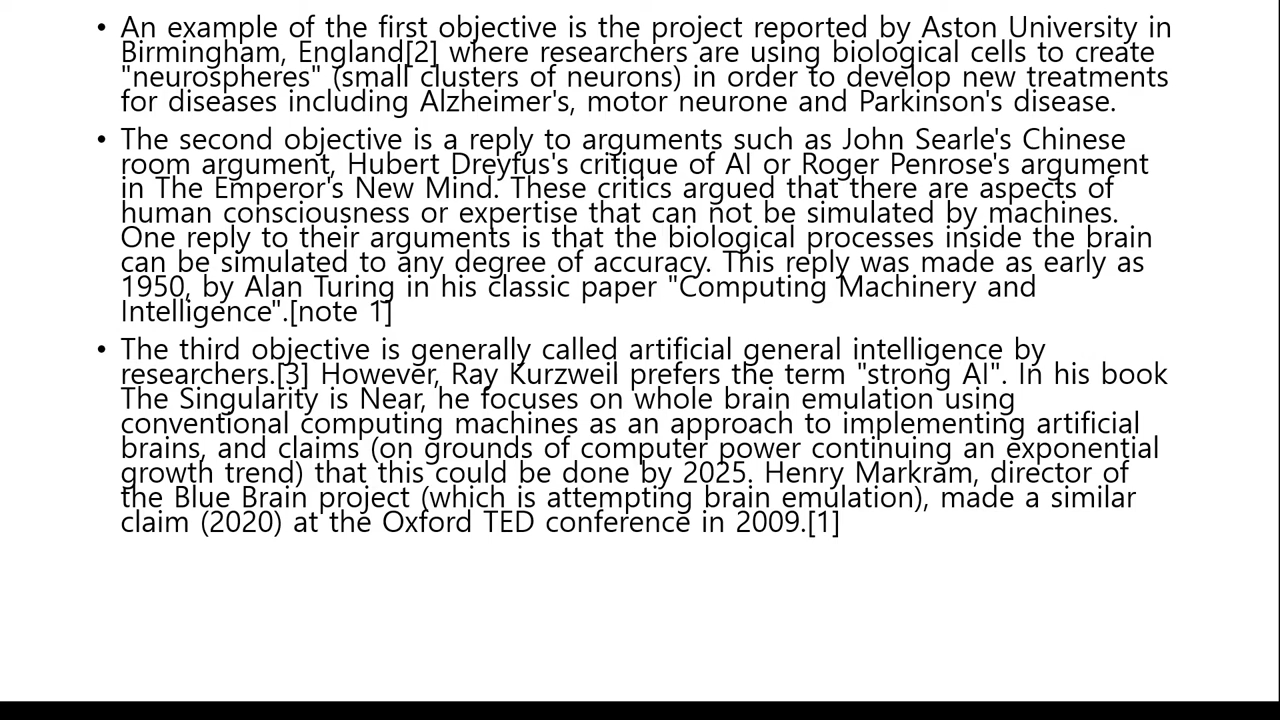 • An example of the first objective is the project reported by Aston University in
Birmingham, England[2] where researchers are using biological cells to create
"neurospheres" (small clusters of neurons) in order to develop new treatments
for diseases including Alzheimer's, motor neurone and Parkinson's disease.
• The second objective is a reply to arguments such as John Searle's Chinese
room argument, Hubert Dreyfus's critique of AI or Roger Penrose's argument
in The Emperor's New Mind. These critics argued that there are aspects of
human consciousness or expertise that can not be simulated by machines.
One reply to their arguments is that the biological processes inside the brain
can be simulated to any degree of accuracy. This reply was made as early as
1950, by Alan Turing in his classic paper "Computing Machinery and
Intelligence".[note 1]
• The third objective is generally called artificial general intelligence by
researchers.[3] However, Ray Kurzweil prefers the term "strong AI". In his book
The Singularity is Near, he focuses on whole brain emulation using
conventional computing machines as an approach to implementing artificial
brains, and claims (on grounds of computer power continuing an exponential
growth trend) that this could be done by 2025. Henry Markram, director of
the Blue Brain project (which is attempting brain emulation), made a similar
claim (2020) at the Oxford TED conference in 2009.[1]